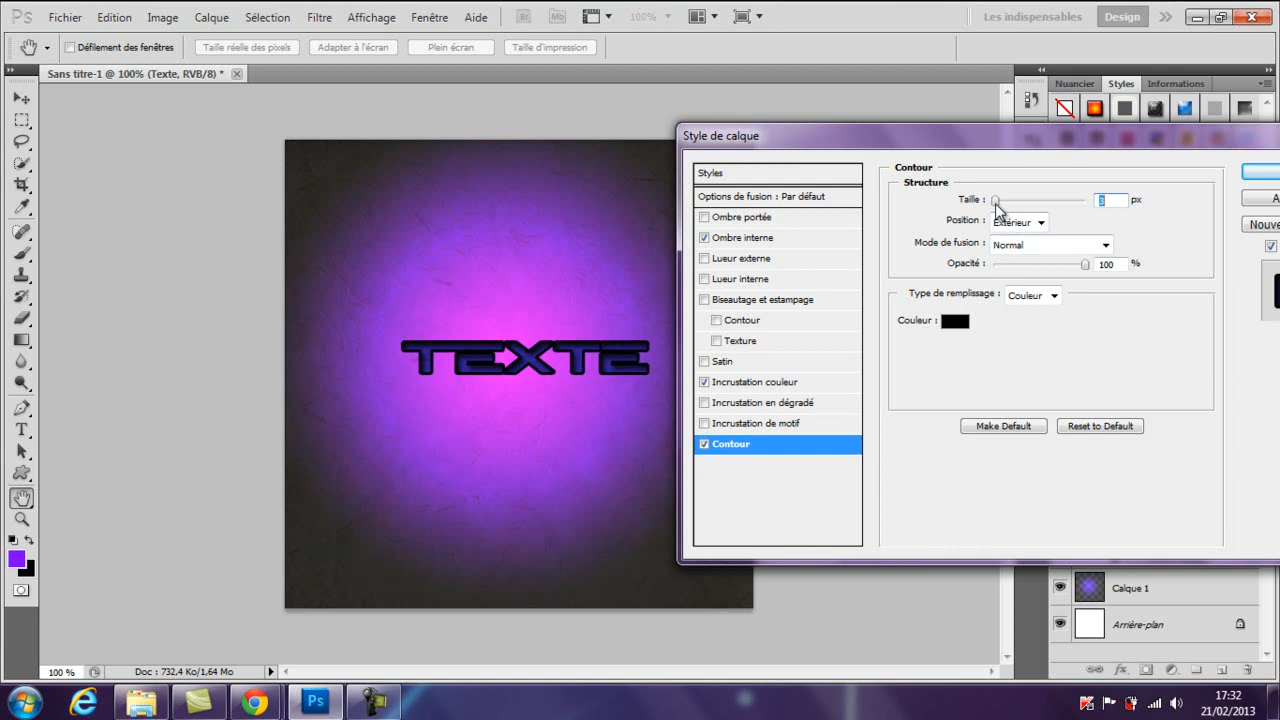 Fichier Edition Image Calque Sélection Filtre Affichage Fenêtre Aide Br Mb 100% Les indispensables Design
Défilement des fenêtres Taille réelle des pixels Adapter à l'écran Plein écran Taille d'impression
Sans titre-1 @ 100% (Texte, RVB/8) *
Nuancier Styles Informations
Style de calque
Styles
Options de fusion : Par défaut
Ombre portée
Ombre interne
Lueur externe
Lueur interne
Biseautage et estampage
Contour
Texture
Satin
Incrustation couleur
Incrustation en dégradé
Incrustation de motif
Contour
Contour
Structure
Taille : 3 px
Position : Extérieur
Mode de fusion : Normal
Opacité : 100 %
Type de remplissage : Couleur
Couleur :
Make Default Reset to Default
A
Nouve
TEXTE
Calque 1
Arrière-plan
100 % Doc : 732,4 Ko/1,64 Mo
Ps
17:32
21/02/2013